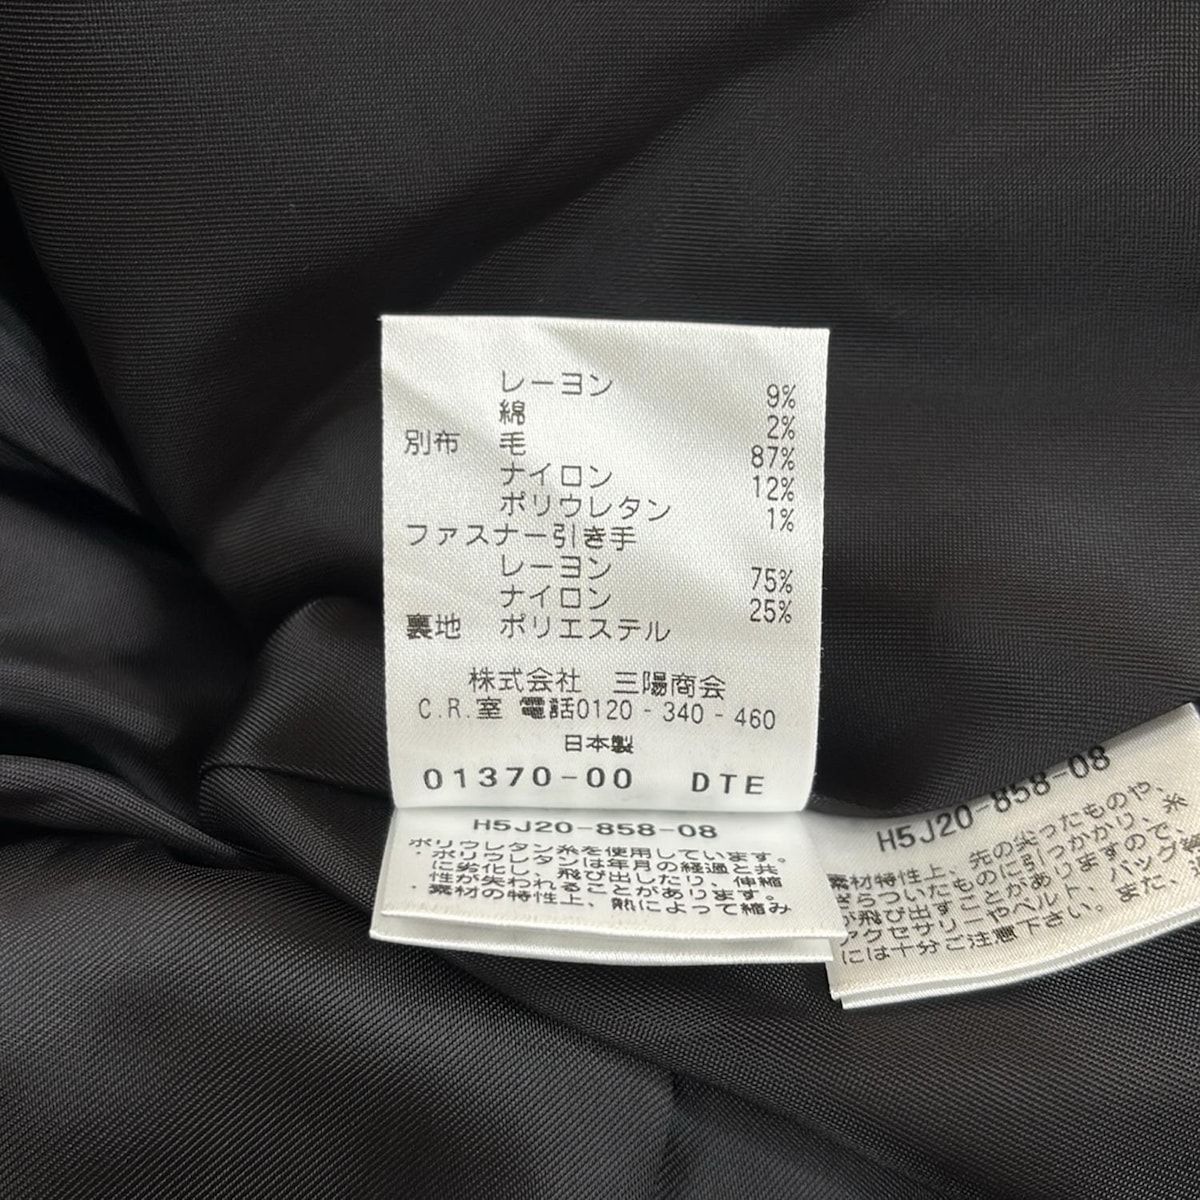 レーヨン 9%
綿 2%
別布 毛 87%
ナイロン 12%
ポリウレタン 1%
ファスナー引き手
レーヨン 75%
ナイロン 25%
裏地 ポリエステル
株式会社 三陽商会
C.R.室 電話0120-340-460
日本製
01370-00 DTE
H5J20-858-08
ポリウレタン糸を使用しています。
・ポリウレタンは年月の経過と共
に劣化し、飛び出したり、伸縮
性が失われることがあります。
・素材の特性上、熱によって縮み
H5J20-858-08
素材特性上、先の尖ったものや、
ざらついたものに引っかかり、糸
が飛び出すことがありますので、
アクセサリーやベルト、バッグ等
には十分ご注意下さい。また、